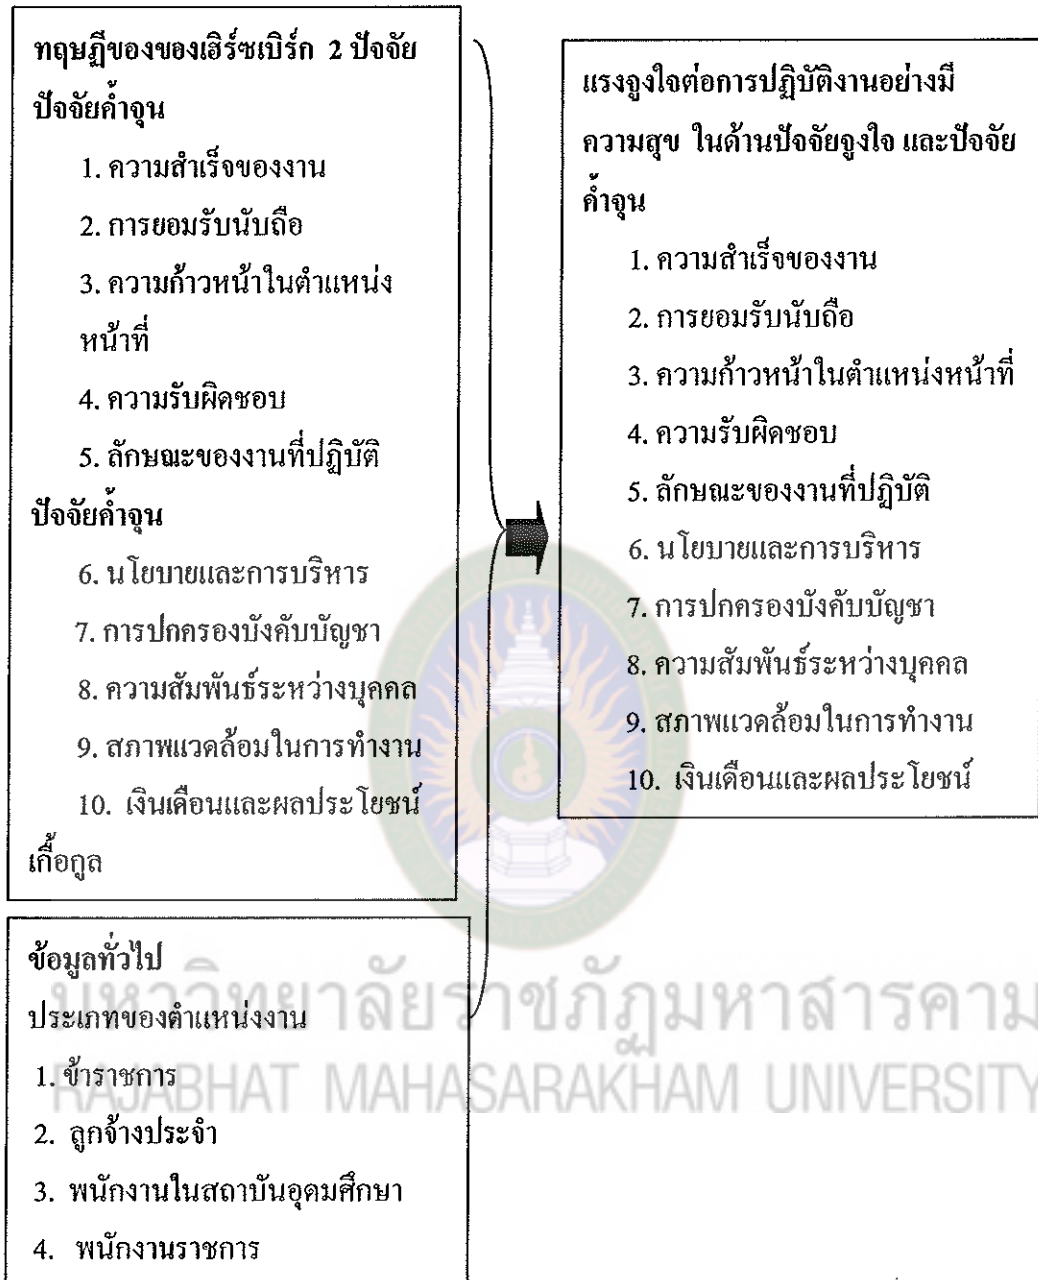 ทฤษฎีของของเฮิร์ซเบิร์ก 2 ปัจจัย
ปัจจัยค้ำจุน
1. ความสำเร็จของงาน
2. การยอมรับนับถือ
3. ความก้าวหน้าในตำแหน่ง
หน้าที่
4. ความรับผิดชอบ
5. ลักษณะของงานที่ปฏิบัติ
ปัจจัยค้ำจุน
6. นโยบายและการบริหาร
7. การปกครองบังคับบัญชา
8. ความสัมพันธ์ระหว่างบุคคล
9. สภาพแวดล้อมในการทำงาน
10. เงินเดือนและผลประโยชน์
เกื้อกูล
ข้อมูลทั่วไป
ประเภทของตำแหน่งงาน
1. ข้าราชการ
2. ลูกจ้างประจำ
3. พนักงานในสถาบันอุดมศึกษา
4. พนักงานราชการ
แรงจูงใจต่อการปฏิบัติงานอย่างมี
ความสุข ในด้านปัจจัยจูงใจ และปัจจัย
ค้ำจุน
1. ความสำเร็จของงาน
2. การยอมรับนับถือ
3. ความก้าวหน้าในตำแหน่งหน้าที่
4. ความรับผิดชอบ
5. ลักษณะของงานที่ปฏิบัติ
6. นโยบายและการบริหาร
7. การปกครองบังคับบัญชา
8. ความสัมพันธ์ระหว่างบุคคล
9. สภาพแวดล้อมในการทำงาน
10. เงินเดือนและผลประโยชน์
มหาวิทยาลัยราชภัฏมหาสารคาม
RAJABHAT MAHASARAKHAM UNIVERSITY